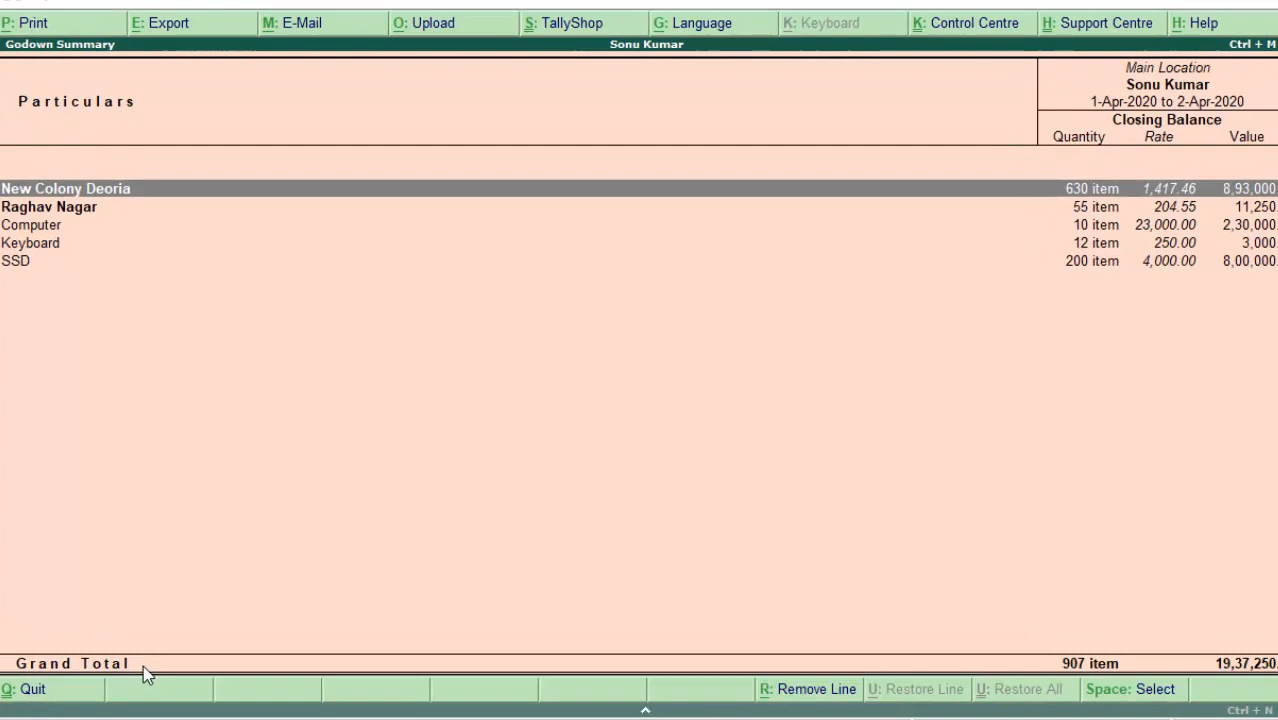 P: Print E: Export M: E-Mail O: Upload S: TallyShop G: Language K: Keyboard K: Control Centre H: Support Centre H: Help
Godown Summary Sonu Kumar Ctrl + M
Particulars
Main Location
Sonu Kumar
1-Apr-2020 to 2-Apr-2020
Closing Balance
Quantity Rate Value
New Colony Deoria 630 item 1,417.46 8,93,000.
Raghav Nagar 55 item 204.55 11,250.
Computer 10 item 23,000.00 2,30,000.
Keyboard 12 item 250.00 3,000.
SSD 200 item 4,000.00 8,00,000.
Grand Total 907 item 19,37,250.
Q: Quit R: Remove Line U: Restore Line U: Restore All Space: Select
Ctrl + N